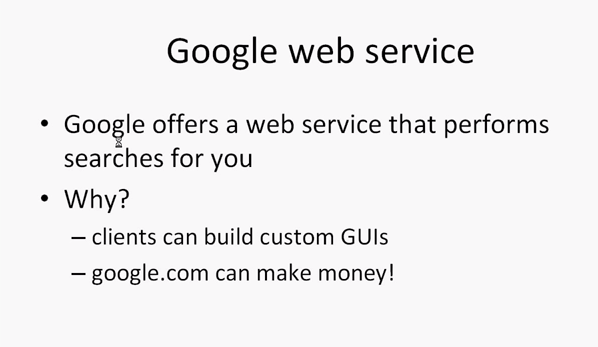 Google web service
• Google offers a web service that performs
searches for you
• Why?
– clients can build custom GUIs
– google.com can make money!